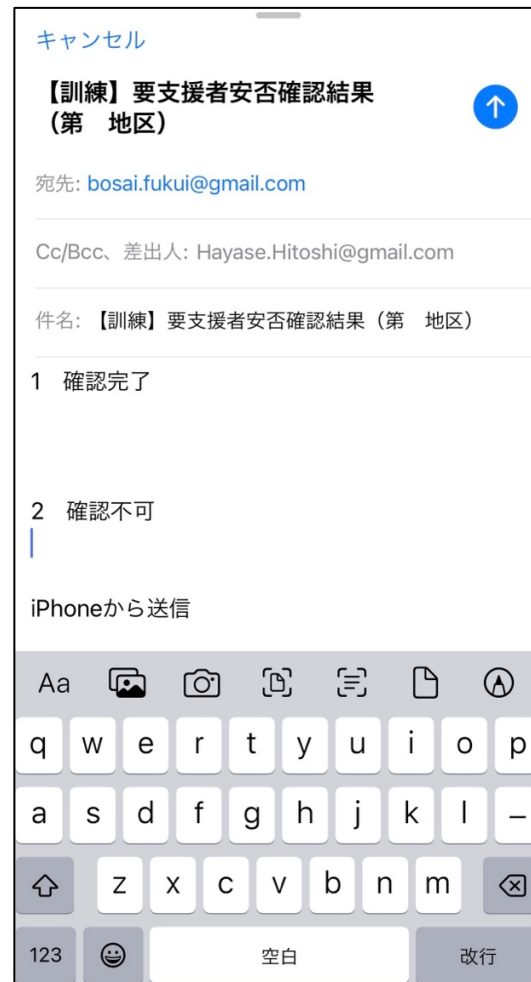 キャンセル
【訓練】要支援者安否確認結果
（第　地区）
宛先: bosai.fukui@gmail.com
Cc/Bcc、差出人: Hayase.Hitoshi@gmail.com
件名: 【訓練】要支援者安否確認結果（第　地区）
1　確認完了
2　確認不可
iPhoneから送信
Aa
q w e r t y u i o p
a s d f g h j k l ー
z x c v b n m
123 空白 改行